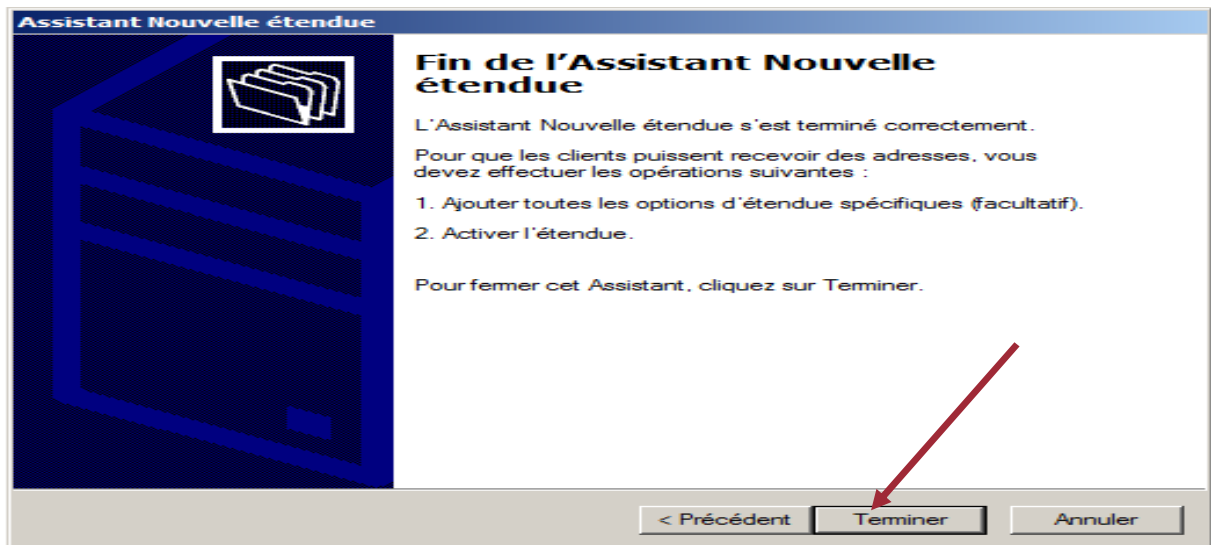 Assistant Nouvelle étendue
Fin de l'Assistant Nouvelle
étendue
L'Assistant Nouvelle étendue s'est terminé correctement.
Pour que les clients puissent recevoir des adresses, vous
devez effectuer les opérations suivantes :
1. Ajouter toutes les options d'étendue spécifiques (facultatif).
2. Activer l'étendue.
Pour fermer cet Assistant, cliquez sur Terminer.
< Précédent
Terminer
Annuler